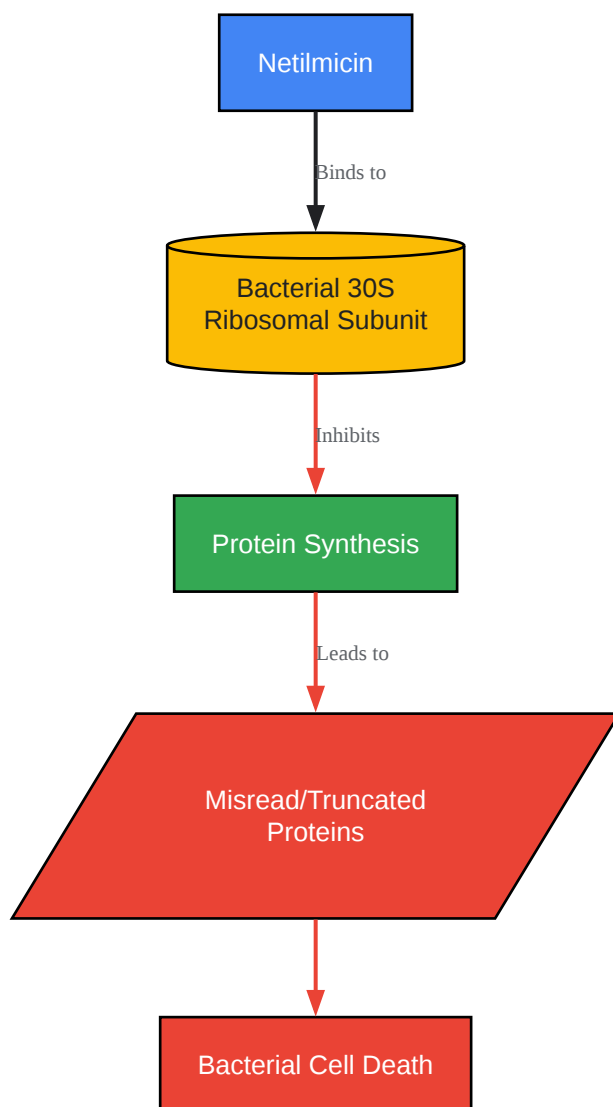 Netilmicin
Binds to
Bacterial 30S
Ribosomal Subunit
Inhibits
Protein Synthesis
Leads to
Misread/Truncated
Proteins
Bacterial Cell Death